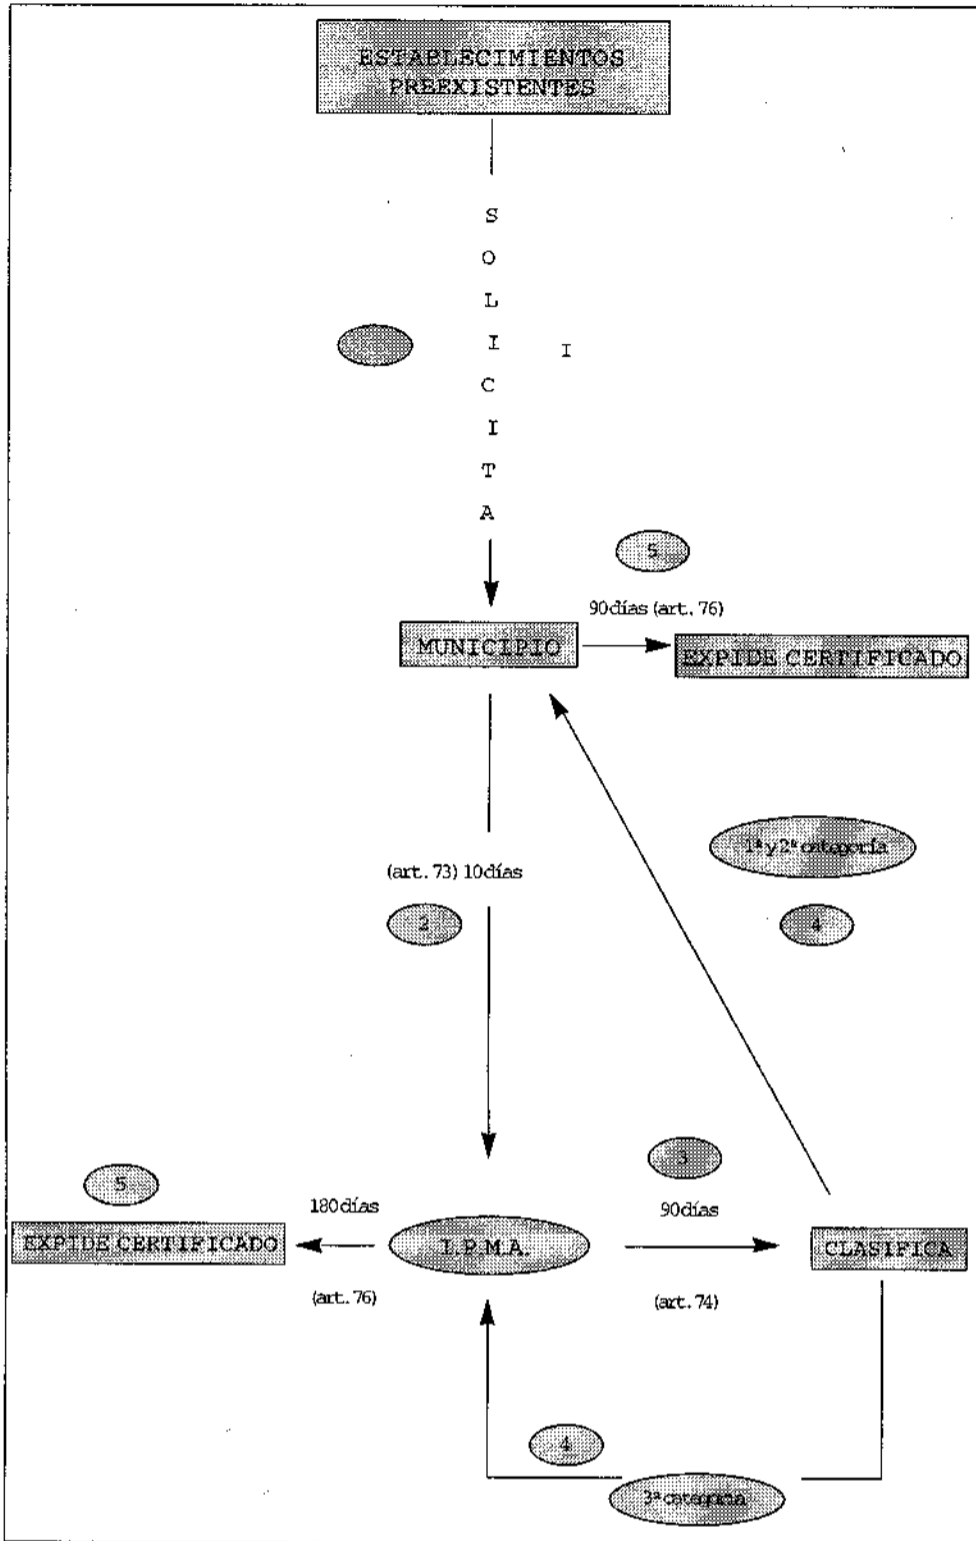 ESTABLECIMIENTOS
PREEXISTENTES
S
O
L
I
I
C
I
T
A
5
90días (art. 76)
MUNICIPIO
EXPIDE CERTIFICADO
1ª y 2ª categoría
(art. 73) 10días
2
4
3
5
180días
90días
EXPIDE CERTIFICADO
I.P.M.A.
CLASIFICA
(art. 76)
(art. 74)
4
3ª categoría